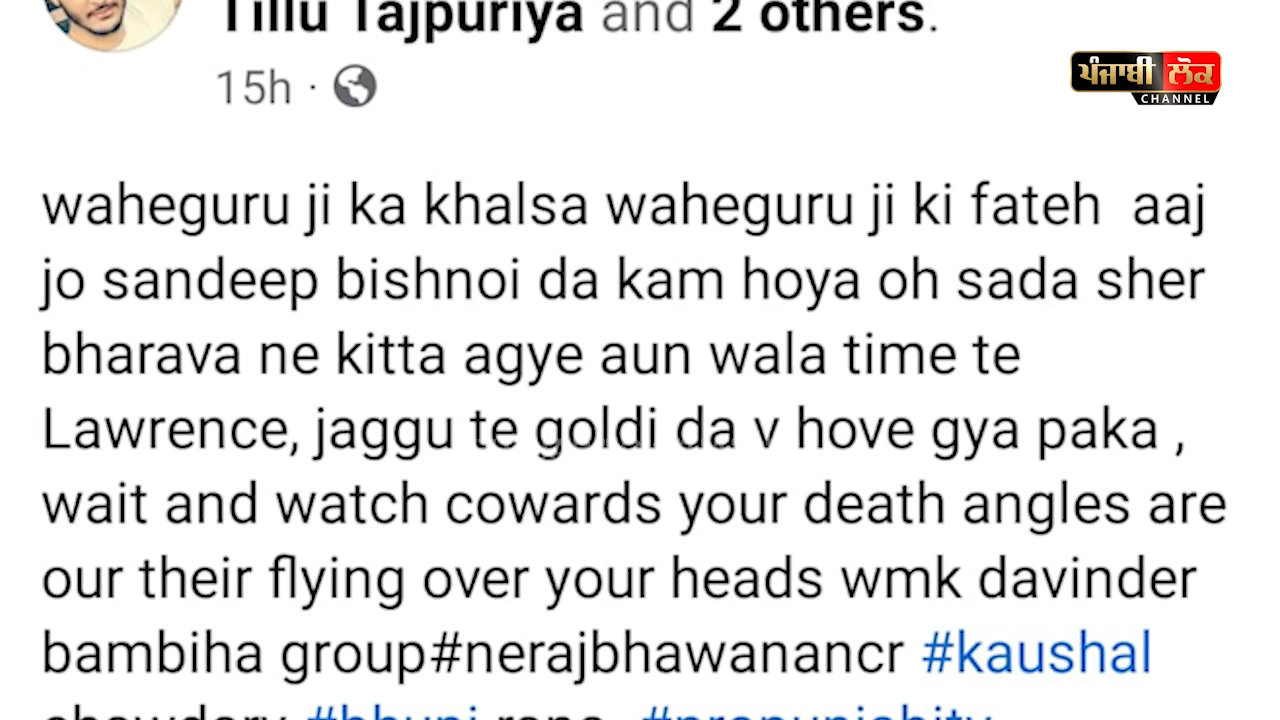 Tillu Tajpuriya and 2 others.
15h ·
ਪੰਜਾਬੀ ਲੋਕ
CHANNEL
waheguru ji ka khalsa waheguru ji ki fateh aaj
jo sandeep bishnoi da kam hoya oh sada sher
bharava ne kitta agye aun wala time te
Lawrence, jaggu te goldi da v hove gya paka ,
wait and watch cowards your death angles are
our their flying over your heads wmk davinder
bambiha group#nerajbhawanancr #kaushal